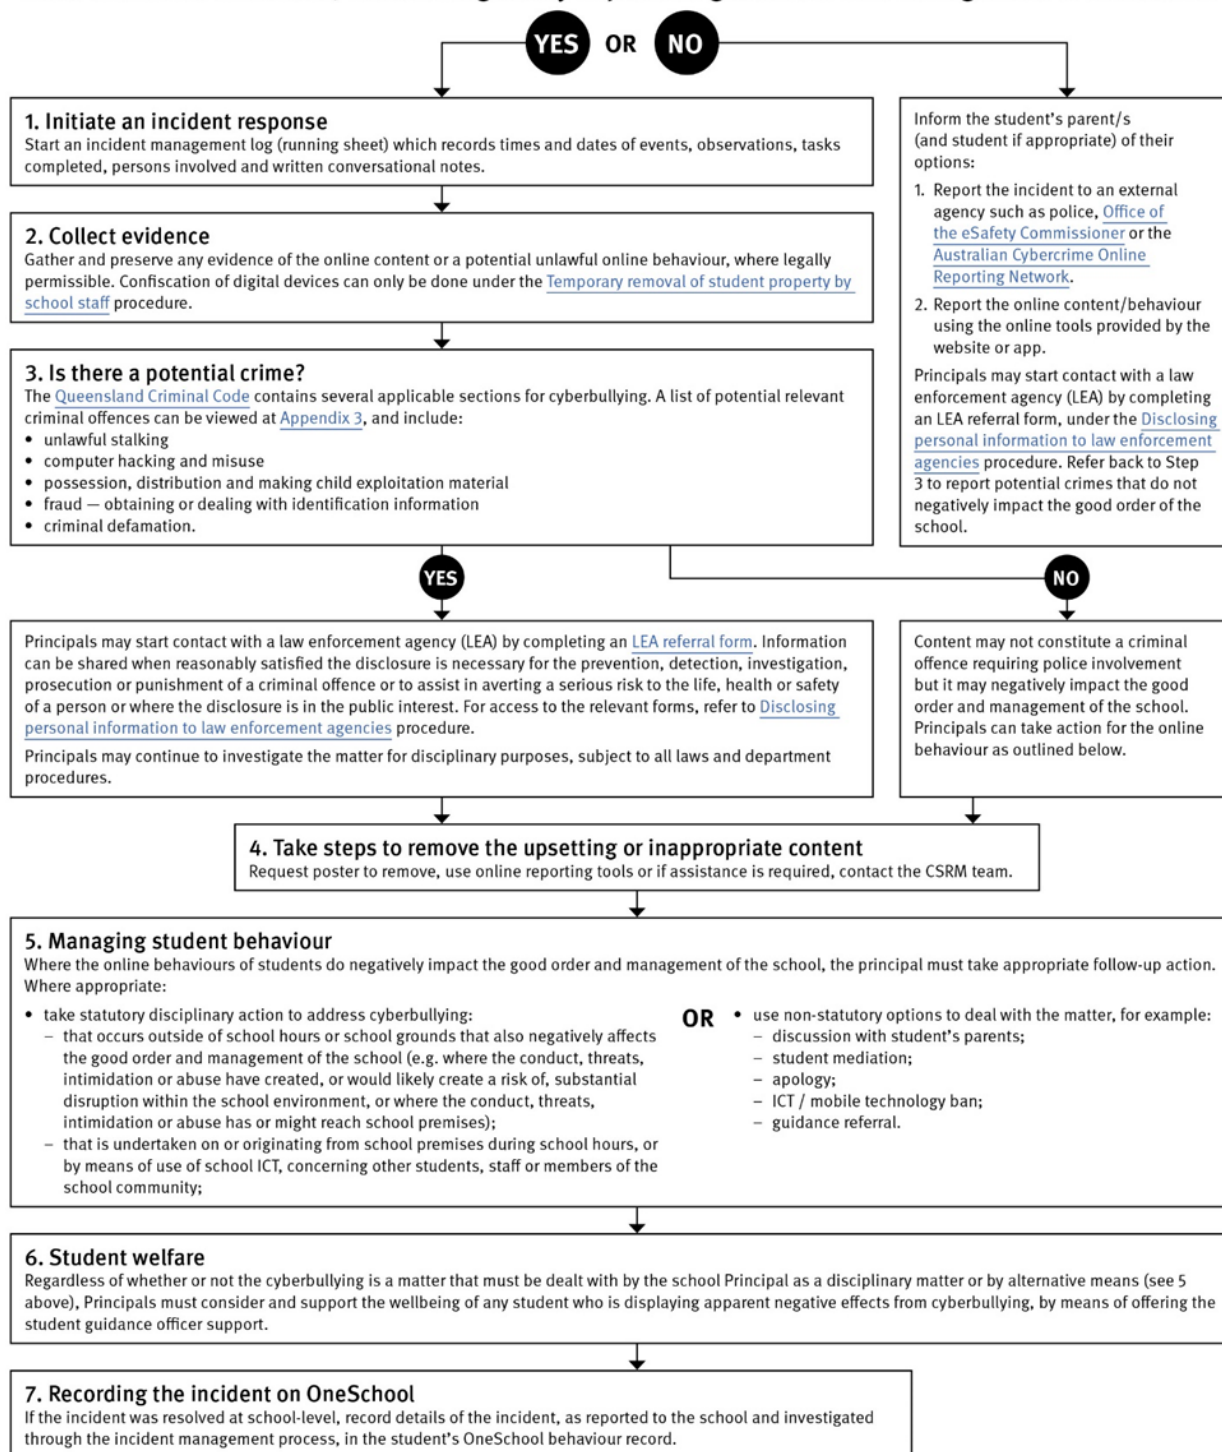 YES OR NO
1. Initiate an incident response
Start an incident management log (running sheet) which records times and dates of events, observations, tasks
completed, persons involved and written conversational notes.
2. Collect evidence
Gather and preserve any evidence of the online content or a potential unlawful online behaviour, where legally
permissible. Confiscation of digital devices can only be done under the Temporary removal of student property by
school staff procedure.
3. Is there a potential crime?
The Queensland Criminal Code contains several applicable sections for cyberbullying. A list of potential relevant
criminal offences can be viewed at Appendix 3, and include:
• unlawful stalking
• computer hacking and misuse
• possession, distribution and making child exploitation material
• fraud — obtaining or dealing with identification information
• criminal defamation.
Inform the student's parent/s
(and student if appropriate) of their
options:
1. Report the incident to an external
agency such as police, Office of
the eSafety Commissioner or the
Australian Cybercrime Online
Reporting Network.
2. Report the online content/behaviour
using the online tools provided by the
website or app.
Principals may start contact with a law
enforcement agency (LEA) by completing
an LEA referral form, under the Disclosing
personal information to law enforcement
agencies procedure. Refer back to Step
3 to report potential crimes that do not
negatively impact the good order of the
school.
YES
NO
Principals may start contact with a law enforcement agency (LEA) by completing an LEA referral form. Information
can be shared when reasonably satisfied the disclosure is necessary for the prevention, detection, investigation,
prosecution or punishment of a criminal offence or to assist in averting a serious risk to the life, health or safety
of a person or where the disclosure is in the public interest. For access to the relevant forms, refer to Disclosing
personal information to law enforcement agencies procedure.
Principals may continue to investigate the matter for disciplinary purposes, subject to all laws and department
procedures.
Content may not constitute a criminal
offence requiring police involvement
but it may negatively impact the good
order and management of the school.
Principals can take action for the online
behaviour as outlined below.
4. Take steps to remove the upsetting or inappropriate content
Request poster to remove, use online reporting tools or if assistance is required, contact the CSRM team.
5. Managing student behaviour
Where the online behaviours of students do negatively impact the good order and management of the school, the principal must take appropriate follow-up action.
Where appropriate:
• take statutory disciplinary action to address cyberbullying:
– that occurs outside of school hours or school grounds that also negatively affects
the good order and management of the school (e.g. where the conduct, threats,
intimidation or abuse have created, or would likely create a risk of, substantial
disruption within the school environment, or where the conduct, threats,
intimidation or abuse has or might reach school premises);
– that is undertaken on or originating from school premises during school hours, or
by means of use of school ICT, concerning other students, staff or members of the
school community;
OR
• use non-statutory options to deal with the matter, for example:
– discussion with student's parents;
– student mediation;
– apology;
– ICT / mobile technology ban;
– guidance referral.
6. Student welfare
Regardless of whether or not the cyberbullying is a matter that must be dealt with by the school Principal as a disciplinary matter or by alternative means (see 5
above), Principals must consider and support the wellbeing of any student who is displaying apparent negative effects from cyberbullying, by means of offering the
student guidance officer support.
7. Recording the incident on OneSchool
If the incident was resolved at school-level, record details of the incident, as reported to the school and investigated
through the incident management process, in the student's OneSchool behaviour record.